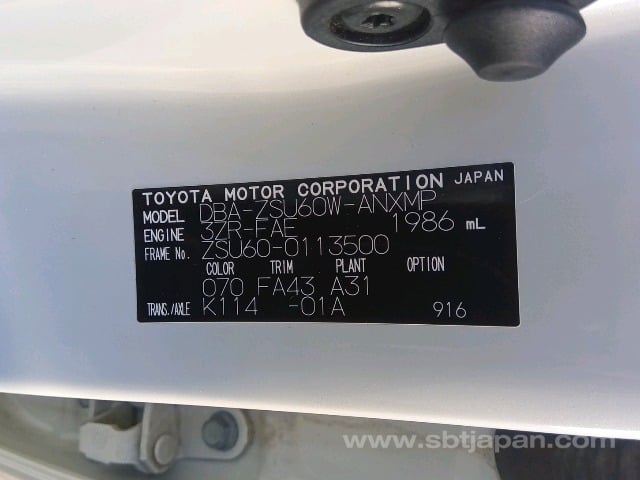 TOYOTA MOTOR CORPORATION JAPAN
MODEL DBA-ZSU60W-ANXMP
ENGINE 3ZR-FAE 1986 mL
FRAME No. ZSU60-0113500
COLOR TRIM PLANT OPTION
070 FA43 A31
TRANS./AXLE K114 -01A 916
www.sbtjapan.com